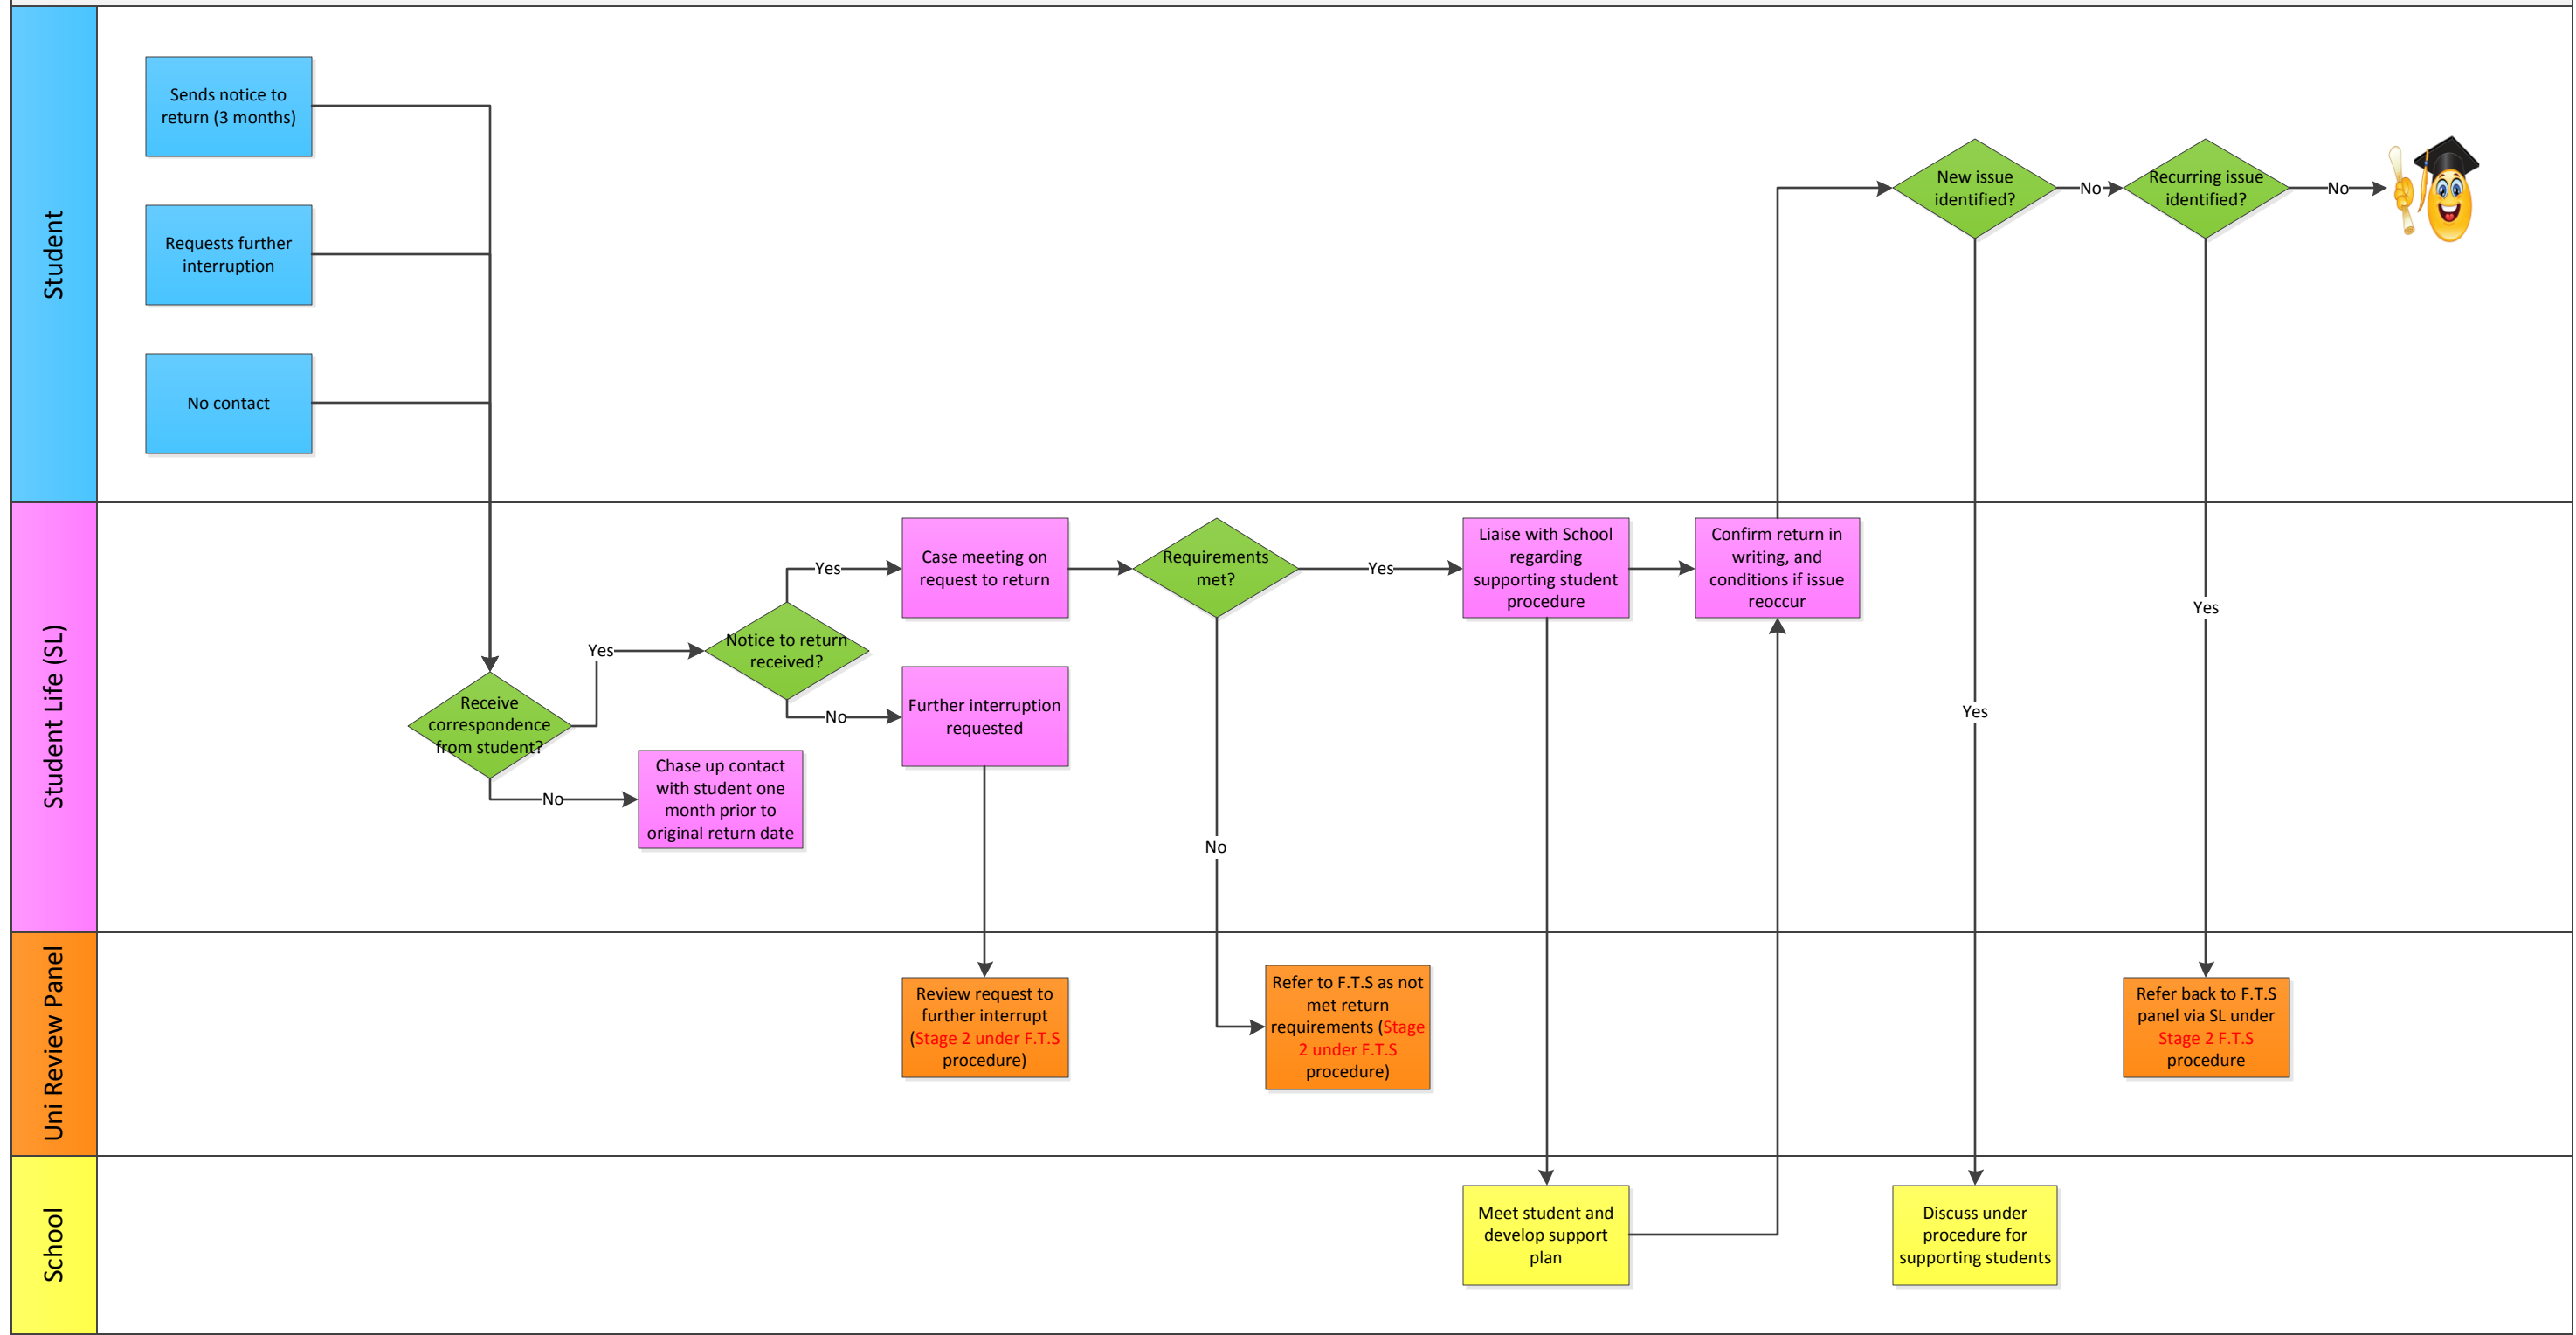 Student
Sends notice to
return (3 months)
Requests further
interruption
No contact
New issue
identified?
No
Recurring issue
identified?
No
Student Life (SL)
Receive
correspondence
from student?
Yes
No
Chase up contact
with student one
month prior to
original return date
Notice to return
received?
Yes
No
Case meeting on
request to return
Further interruption
requested
Requirements
met?
Yes
No
Liaise with School
regarding
supporting student
procedure
Confirm return in
writing, and
conditions if issue
reoccur
Yes
Yes
Uni Review Panel
Review request to
further interrupt
(Stage 2 under F.T.S
procedure)
Refer to F.T.S as not
met return
requirements (Stage
2 under F.T.S
procedure)
Refer back to F.T.S
panel via SL under
Stage 2 F.T.S
procedure
School
Meet student and
develop support
plan
Discuss under
procedure for
supporting students